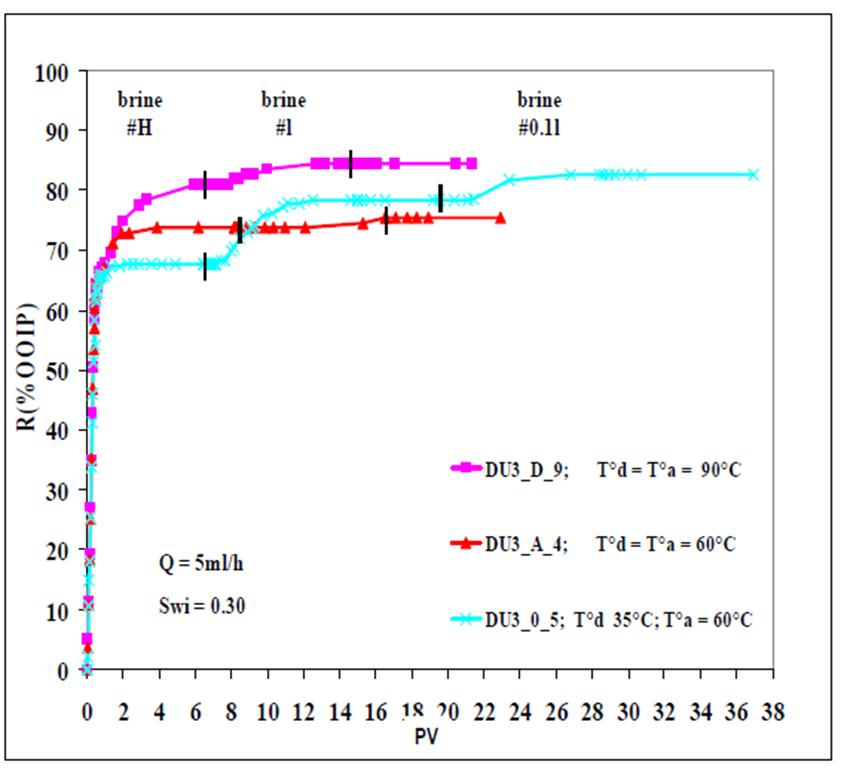 100
90
80
70
60
50
40
30
20
10
0
R(%OOIP)
brine
#H
brine
#1
brine
#0.1l
DU3_D_9; T°d = T°a = 90°C
DU3_A_4; T°d = T°a = 60°C
DU3_0_5; T°d 35°C; T°a = 60°C
Q = 5ml/h
Swi = 0.30
0 2 4 6 8 10 12 14 16 18 20 22 24 26 28 30 32 34 36 38
PV